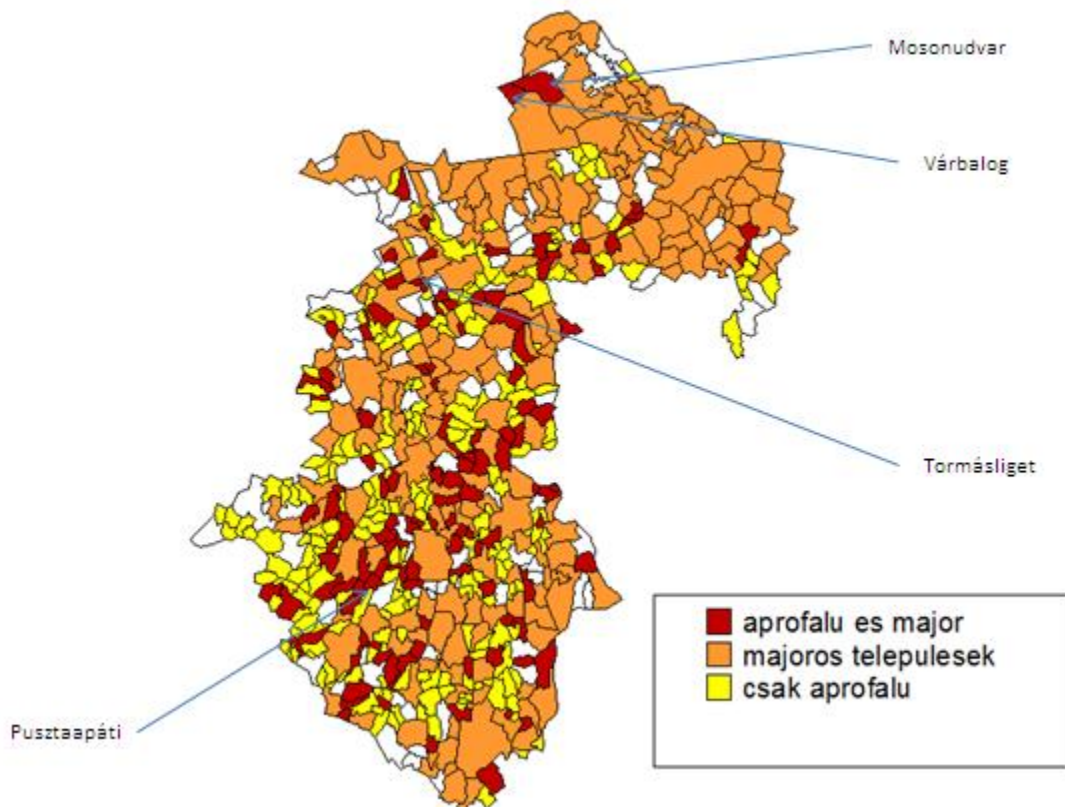 Mosonudvar
Várbalog
Tormásliget
aprofalu es major
majoros telepulesek
csak aprofalu
Pusztaapáti